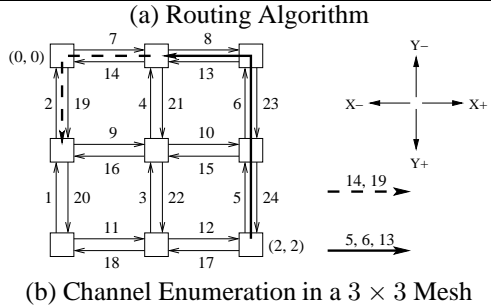 (a) Routing Algorithm
7 8
(0, 0)
14 13
Y−
2 19 4 21 6 23
X− X+
9 10
16 15
Y+
14, 19
1 20 3 22 5 24
11 12
(2, 2)
5, 6, 13
18 17
(b) Channel Enumeration in a 3 × 3 Mesh